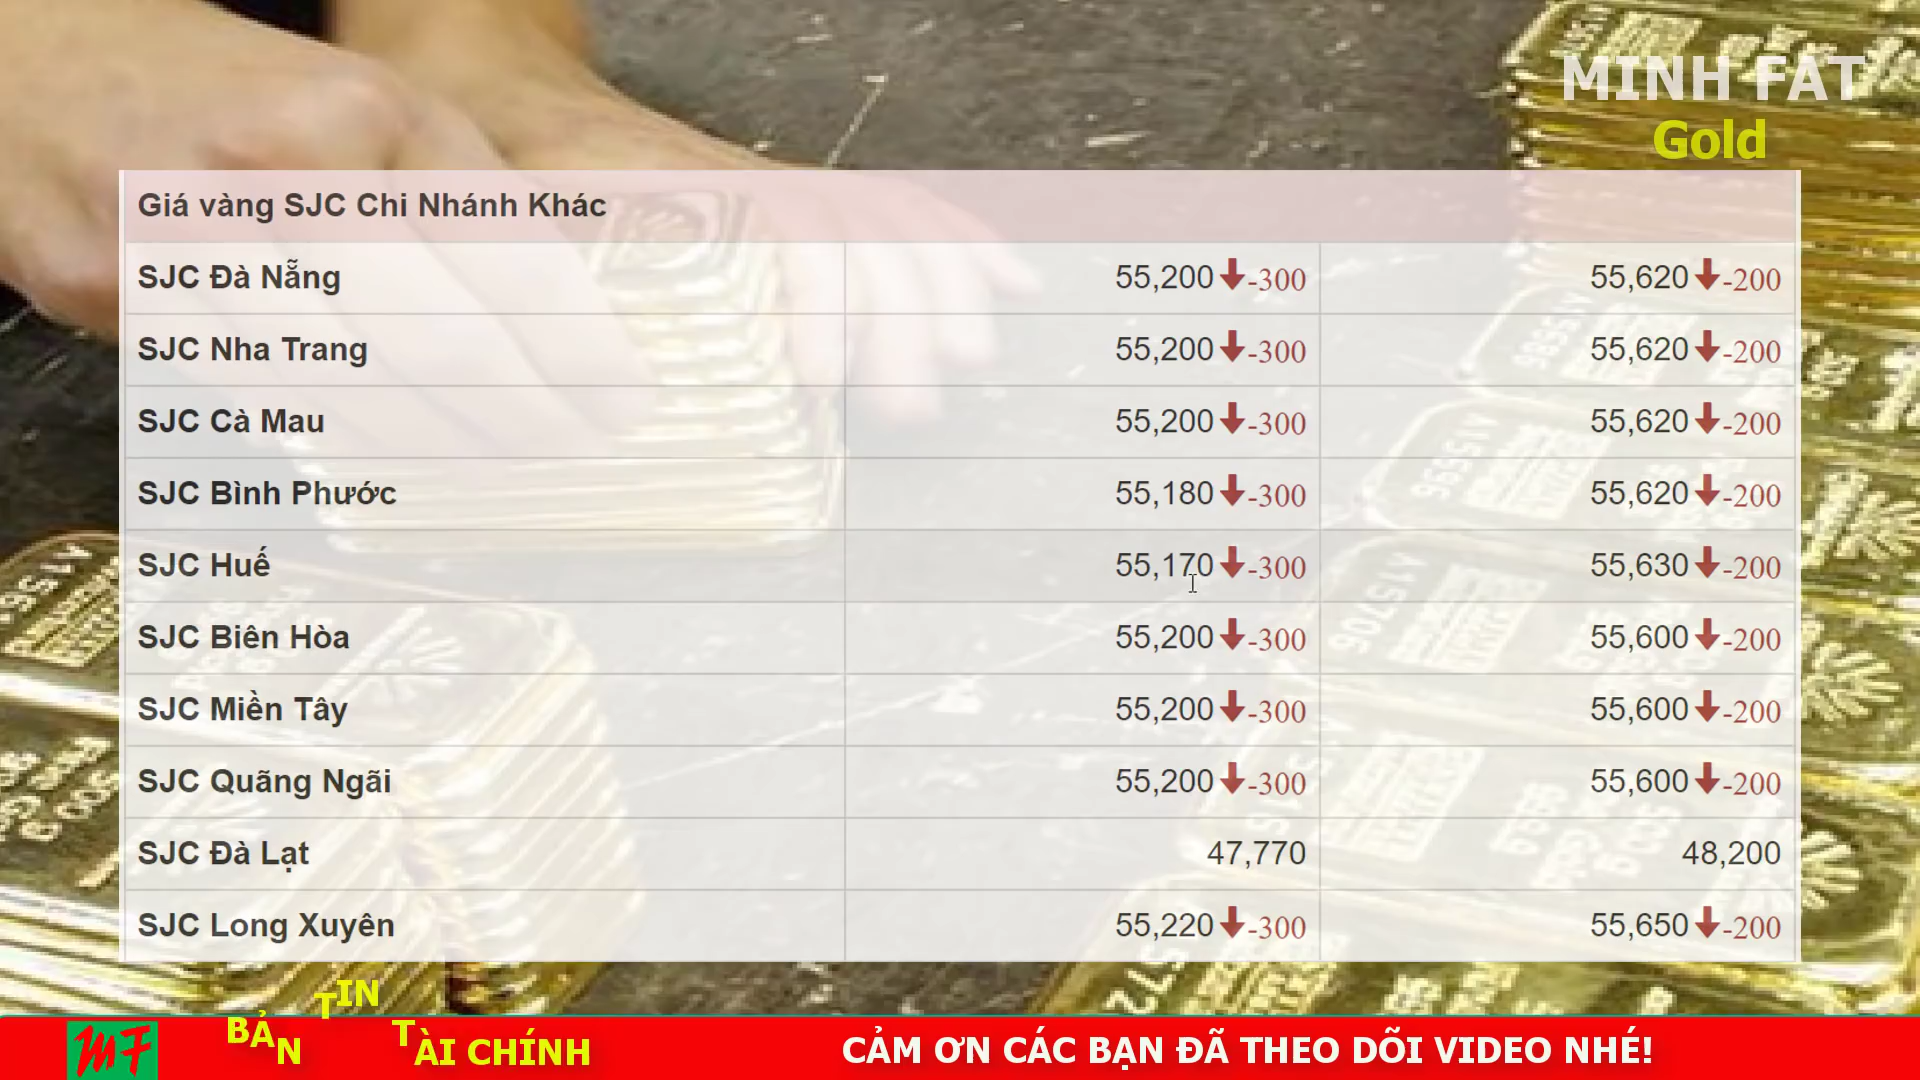 MINH FAT
Gold
Giá vàng SJC Chi Nhánh Khác
SJC Đà Nẵng 55,200 -300 55,620 -200
SJC Nha Trang 55,200 -300 55,620 -200
SJC Cà Mau 55,200 -300 55,620 -200
SJC Bình Phước 55,180 -300 55,620 -200
SJC Huế 55,170 -300 55,630 -200
SJC Biên Hòa 55,200 -300 55,600 -200
SJC Miền Tây 55,200 -300 55,600 -200
SJC Quãng Ngãi 55,200 -300 55,600 -200
SJC Đà Lạt 47,770 48,200
SJC Long Xuyên 55,220 -300 55,650 -200
MF
BẢN TIN TÀI CHÍNH
CẢM ƠN CÁC BẠN ĐÃ THEO DÕI VIDEO NHÉ!